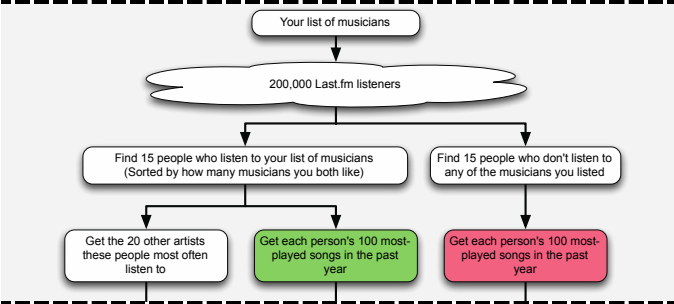 Your list of musicians
200,000 Last.fm listeners
Find 15 people who listen to your list of musicians
(Sorted by how many musicians you both like)
Find 15 people who don't listen to
any of the musicians you listed
Get the 20 other artists
these people most often
listen to
Get each person's 100 most-
played songs in the past
year
Get each person's 100 most-
played songs in the past
year